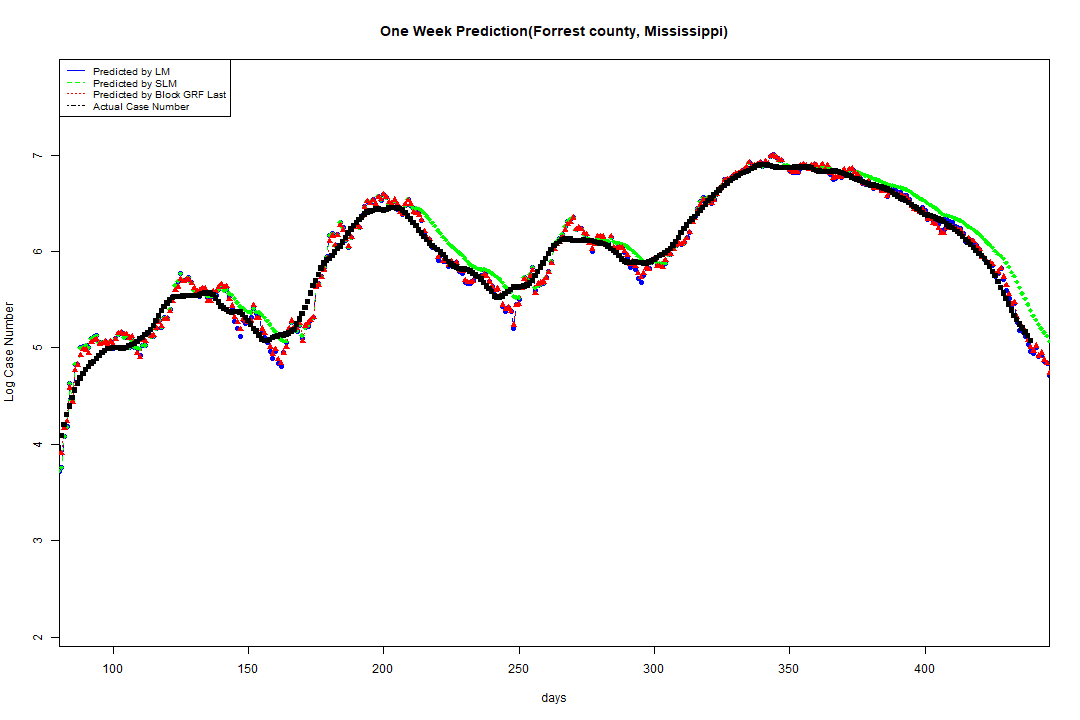 One Week Prediction(Forrest county, Mississippi)
Predicted by LM
Predicted by SLM
Predicted by Block GRF Last
Actual Case Number
Log Case Number
7
6
5
4
3
2
100 150 200 250 300 350 400
days